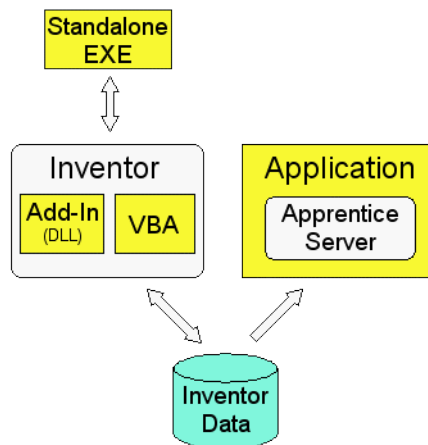 Standalone
EXE
Inventor
Add-In
(DLL)
VBA
Application
Apprentice
Server
Inventor
Data